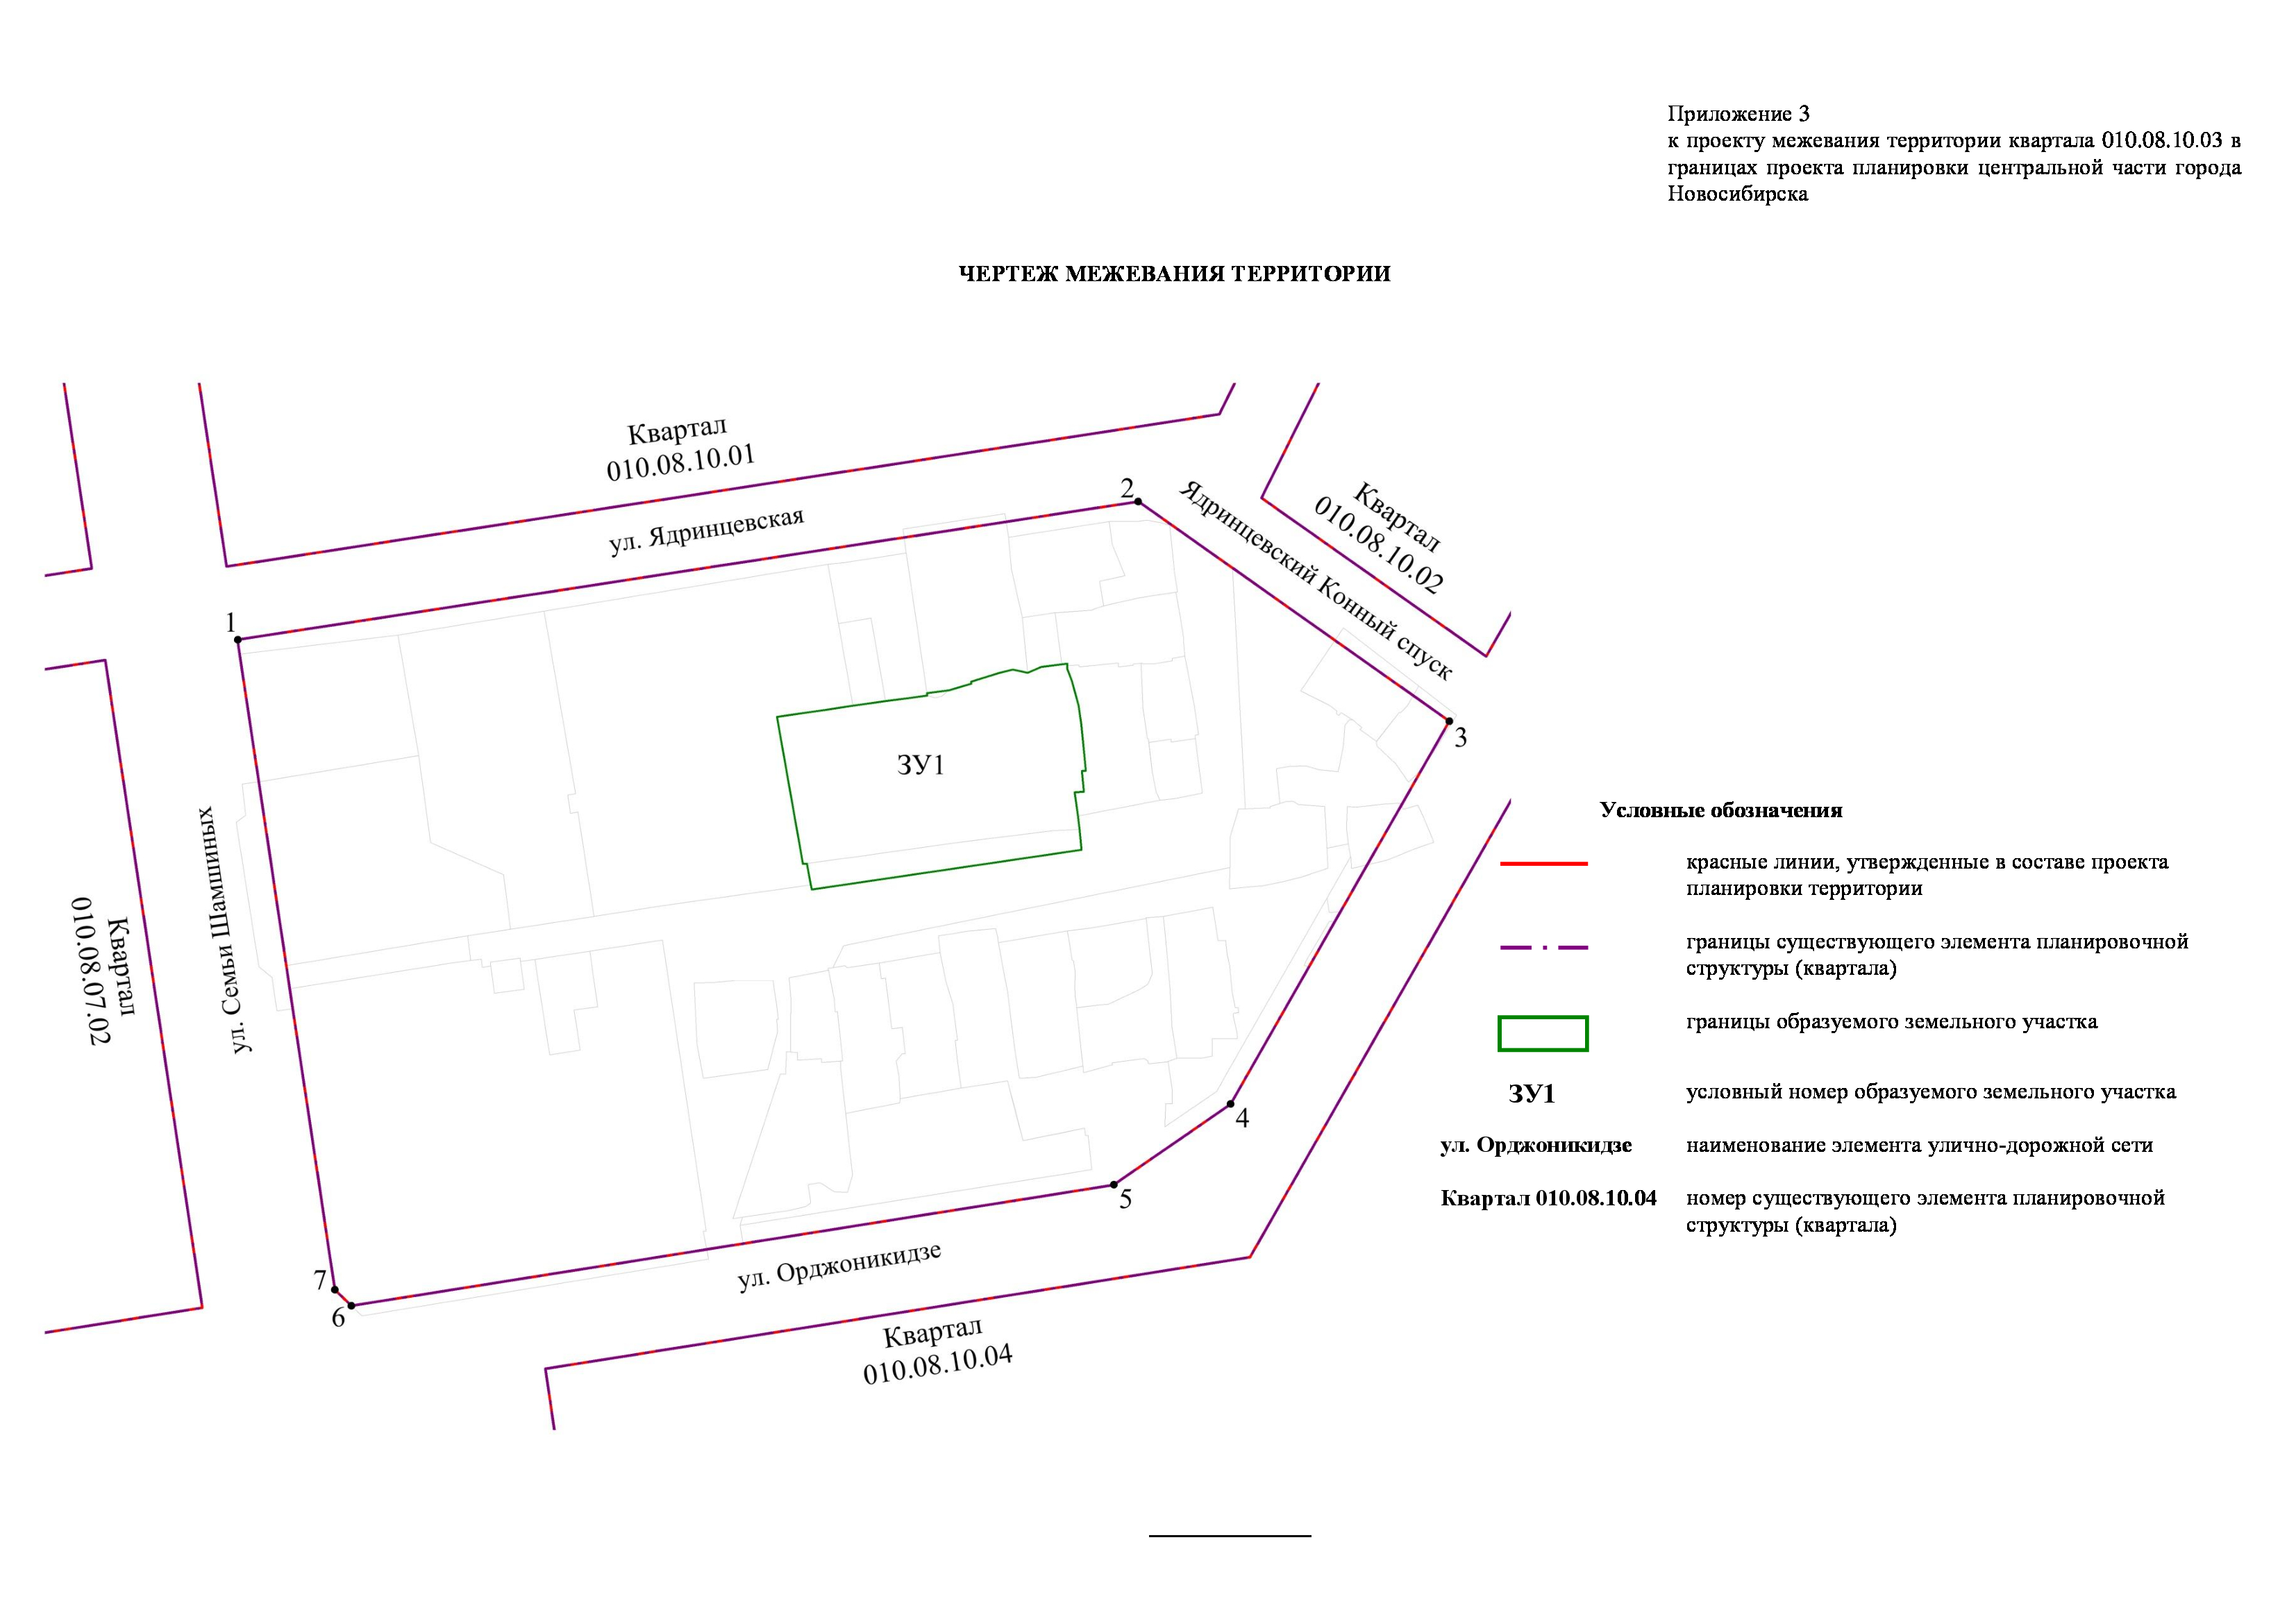 Приложение 3
к проекту межевания территории квартала 010.08.10.03 в
границах проекта планировки центральной части города
Новосибирска
ЧЕРТЕЖ МЕЖЕВАНИЯ ТЕРРИТОРИИ
Квартал
010.08.10.01
ул. Ядринцевская
2
Ядринцевский Конный спуск
Квартал
010.08.10.02
1
3
ЗУ1
ул. Семьи Шамшиных
Квартал
010.08.07.02
4
5
7
6
ул. Орджоникидзе
Квартал
010.08.10.04
Условные обозначения
красные линии, утвержденные в составе проекта
планировки территории
границы существующего элемента планировочной
структуры (квартала)
границы образуемого земельного участка
ЗУ1 условный номер образуемого земельного участка
ул. Орджоникидзе наименование элемента улично-дорожной сети
Квартал 010.08.10.04 номер существующего элемента планировочной
структуры (квартала)